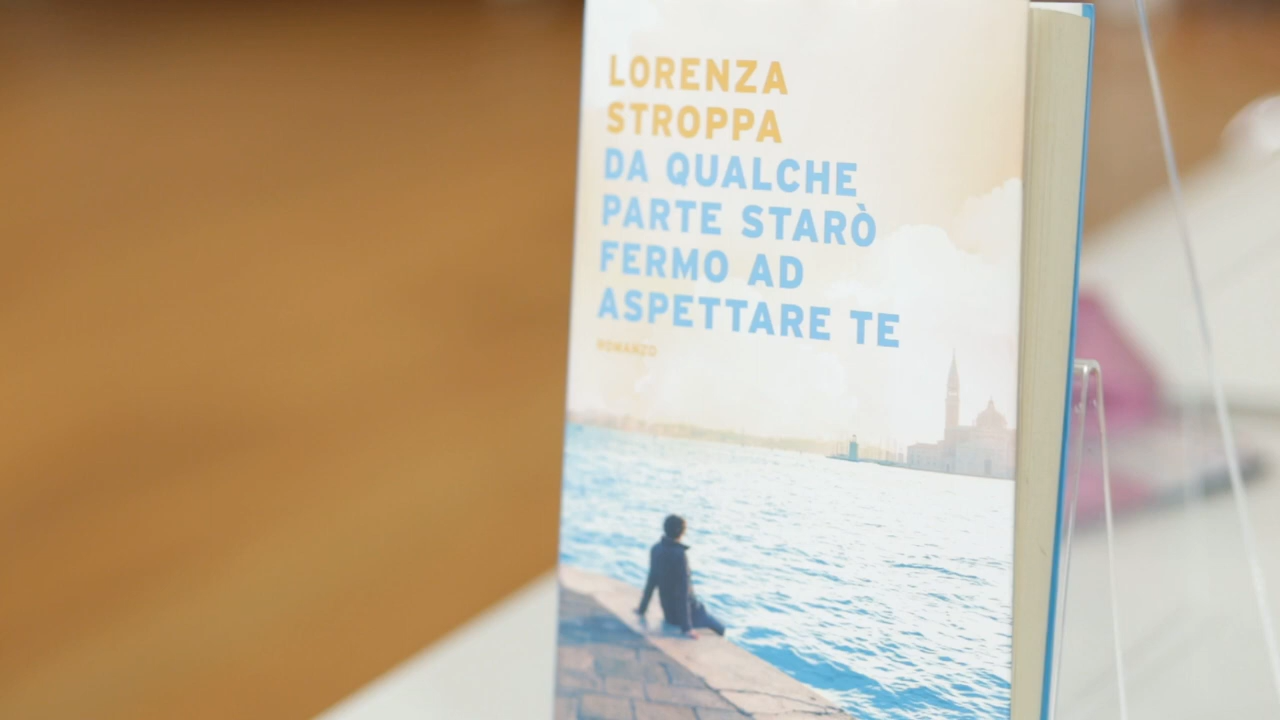 LORENZA
STROPPA
DA QUALCHE
PARTE STARÒ
FERMO AD
ASPETTARE TE
ROMANZO